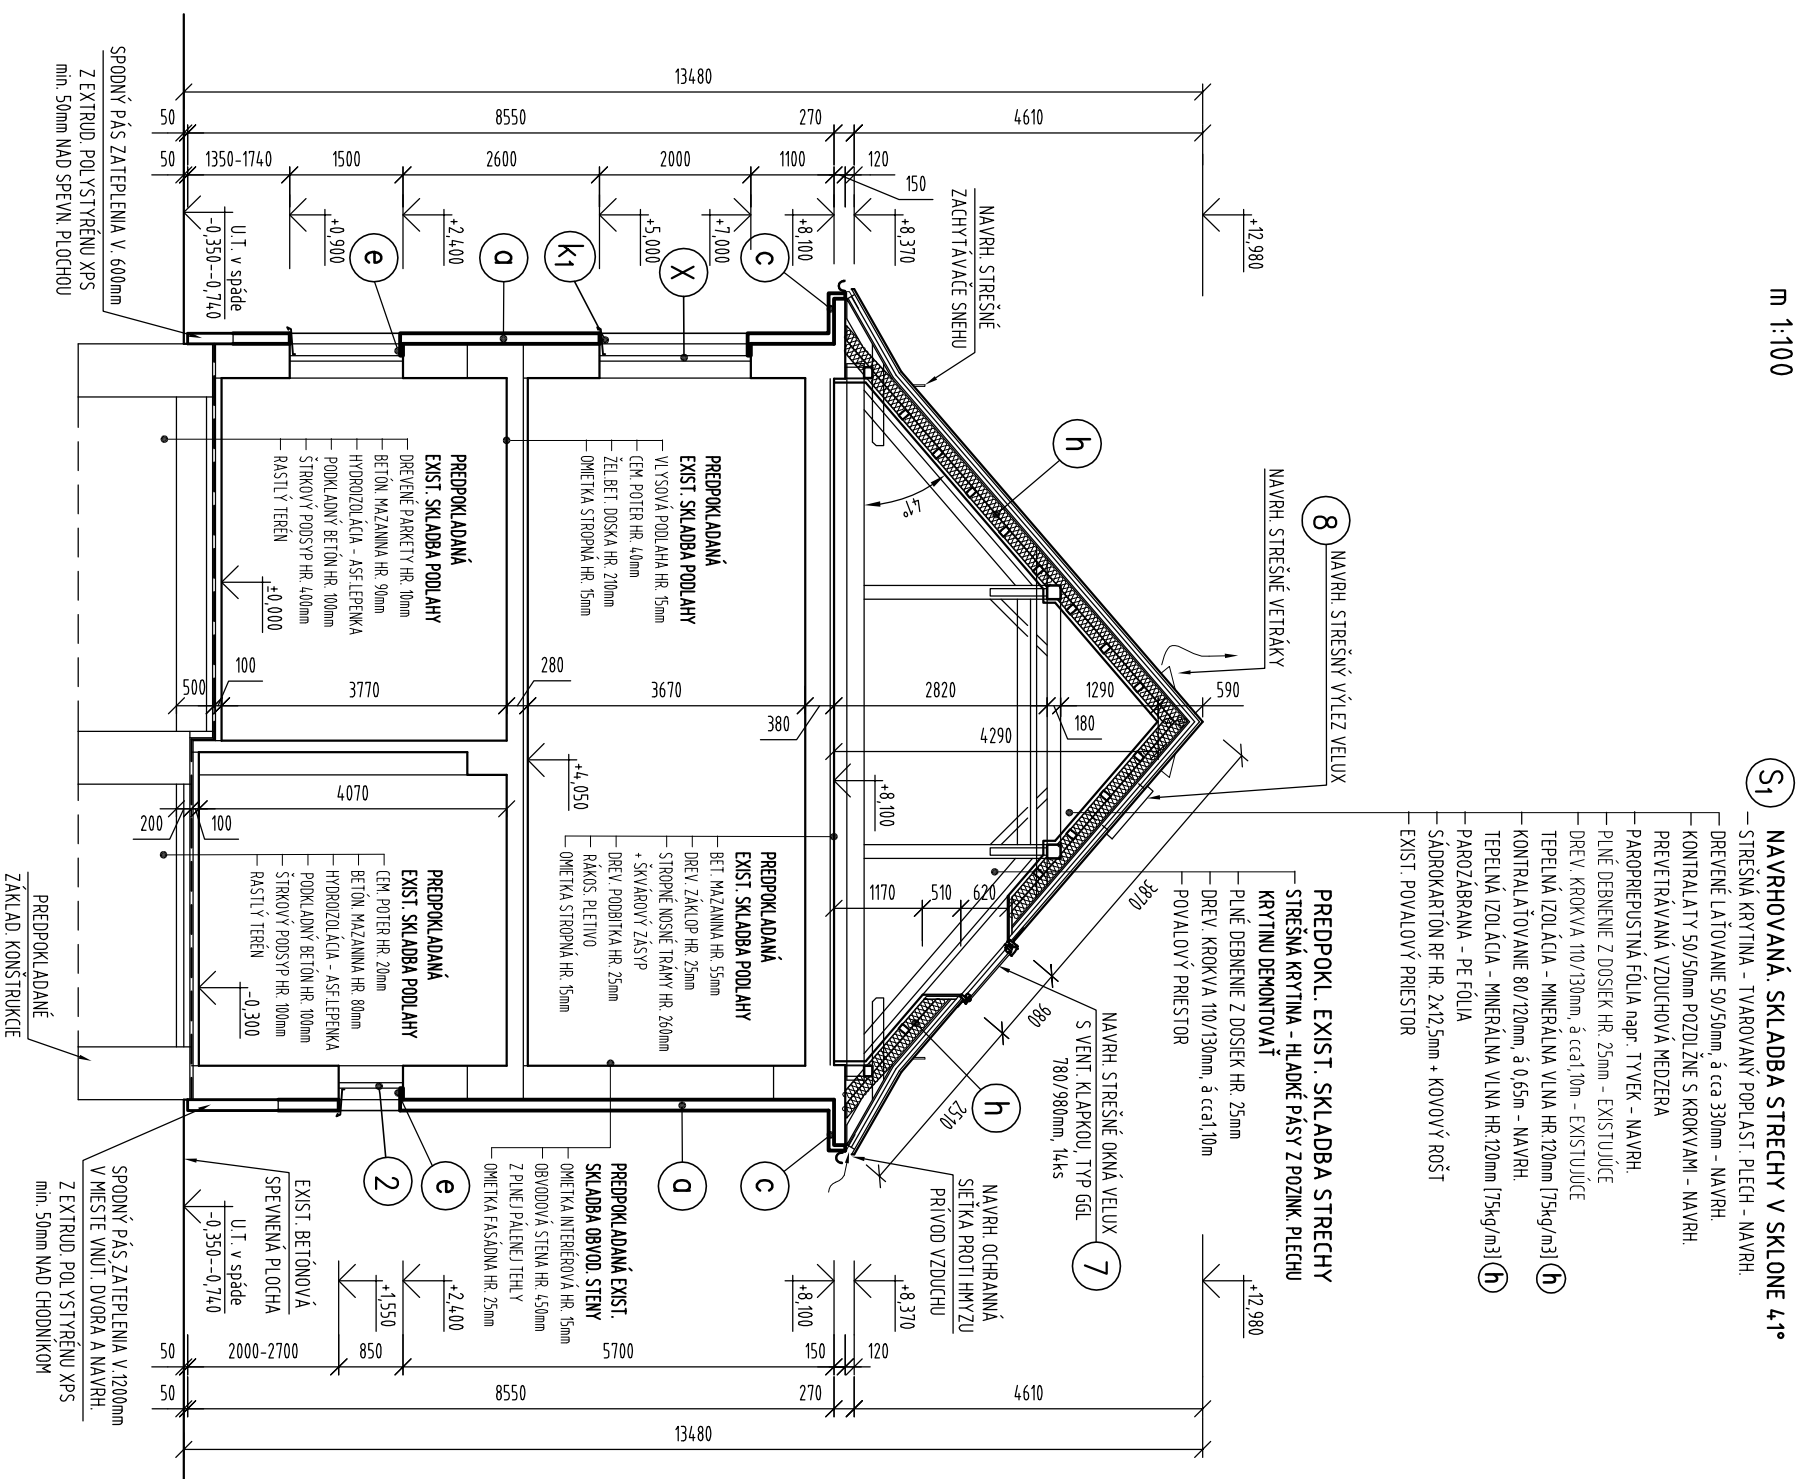 m 1:100
S1 NAVRHOVANÁ SKLADBA STRECHY V SKLONE 41°
STREŠNÁ KRYTINA - TVAROVANÝ POPLAST. PLECH - NAVRH.
DREVENÉ LAŤOVANIE 50/50mm, á cca 330mm - NAVRH.
KONTRALATY 50/50mm POZDLŽNE S KROKVAMI - NAVRH.
PREVETRÁVANÁ VZDUCHOVÁ MEDZERA
PAROPRIEPUSTNÁ FÓLIA napr. TYVEK - NAVRH.
PLNÉ DEBNENIE Z DOSIEK HR. 25mm - EXISTUJÚCE
DREV. KROKVA 110/130mm, á cca1,10m - EXISTUJÚCE
TEPELNÁ IZOLÁCIA - MINERÁLNA VLNA HR.120mm [75kg/m3] h
KONTRALAŤOVANIE 80/120mm, á 0,65m - NAVRH.
TEPELNÁ IZOLÁCIA - MINERÁLNA VLNA HR.120mm [75kg/m3] h
PAROZÁBRANA - PE FÓLIA
SÁDROKARTÓN RF HR. 2x12,5mm + KOVOVÝ ROŠT
EXIST. POVALOVÝ PRIESTOR
PREDPOKL. EXIST. SKLADBA STRECHY
STREŠNÁ KRYTINA - HLADKÉ PÁSY Z POZINK. PLECHU
KRYTINU DEMONTOVAŤ
PLNÉ DEBNENIE Z DOSIEK HR. 25mm
DREV. KROKVA 110/130mm, á cca1,10m
POVALOVÝ PRIESTOR
8 NAVRH. STREŠNÝ VÝLEZ VELUX
NAVRH. STREŠNÉ VETRÁKY
NAVRH. STREŠNÉ OKNÁ VELUX
S VENT. KLAPKOU, TYP GGL
780/980mm, 14ks
7
NAVRH. STREŠNÉ
ZACHYTÁVAČE SNEHU
NAVRH. OCHRANNÁ
SIEŤKA PROTI HMYZU
PRÍVOD VZDUCHU
h
h
41°
3870
980
2510
590
1290
180
2820
4290
620
510
1170
+8,100
380
3670
280
+4,050
3770
100
500
±0,000
4070
100
200
-0,300
PREDPOKLADANÁ
EXIST. SKLADBA PODLAHY
VLYSOVÁ PODLAHA HR. 15mm
CEM. POTER HR. 40mm
ŽEL.BET. DOSKA HR. 210mm
OMIETKA STROPNÁ HR. 15mm
PREDPOKLADANÁ
EXIST. SKLADBA PODLAHY
BET. MAZANINA HR. 55mm
DREV. ZÁKLOP HR. 25mm
STROPNÉ NOSNÉ TRÁMY HR. 260mm
+ ŠKVÁROVÝ ZÁSYP
DREV. PODBITKA HR. 25mm
RÁKOS. PLETIVO
OMIETKA STROPNÁ HR. 15mm
PREDPOKLADANÁ
EXIST. SKLADBA PODLAHY
DREVENÉ PARKETY HR. 10mm
BETÓN. MAZANINA HR. 90mm
HYDROIZOLÁCIA - ASF.LEPENKA
PODKLADNÝ BETÓN HR. 100mm
ŠTRKOVÝ PODSYP HR. 400mm
RASTLÝ TERÉN
PREDPOKLADANÁ
EXIST. SKLADBA PODLAHY
CEM. POTER HR. 20mm
BETÓN. MAZANINA HR. 80mm
HYDROIZOLÁCIA - ASF.LEPENKA
PODKLADNÝ BETÓN HR. 100mm
ŠTRKOVÝ PODSYP HR. 100mm
RASTLÝ TERÉN
PREDPOKLADANÁ EXIST.
SKLADBA OBVOD. STENY
OMIETKA INTERIÉROVÁ HR. 15mm
OBVODOVÁ STENA HR. 450mm
Z PLNEJ PÁLENEJ TEHLY
OMIETKA FASÁDNA HR. 25mm
13480
50
8550
270
4610
50
1350-1740
1500
2600
2000
1100
150
120
+12,980
+8,370
+8,100
+7,000
+5,000
+2,400
+0,900
U.T. v spáde
-0,350--0,740
c
X
k1
a
e
SPODNÝ PÁS ZATEPLENIA V. 600mm
Z EXTRUD. POLYSTYRÉNU XPS
min. 50mm NAD SPEVN. PLOCHOU
c
a
e
2
+12,980
+8,370
+8,100
+2,400
+1,550
EXIST. BETÓNOVÁ
SPEVNENÁ PLOCHA
U.T. v spáde
-0,350--0,740
50
2000-2700
850
5700
150
120
50
8550
270
4610
13480
SPODNÝ PÁS ZATEPLENIA V.1200mm
V MIESTE VNÚT. DVORA A NAVRH.
Z EXTRUD. POLYSTYRÉNU XPS
min. 50mm NAD CHODNÍKOM
PREDPOKLADANÉ
ZÁKLAD. KONŠTRUKCIE